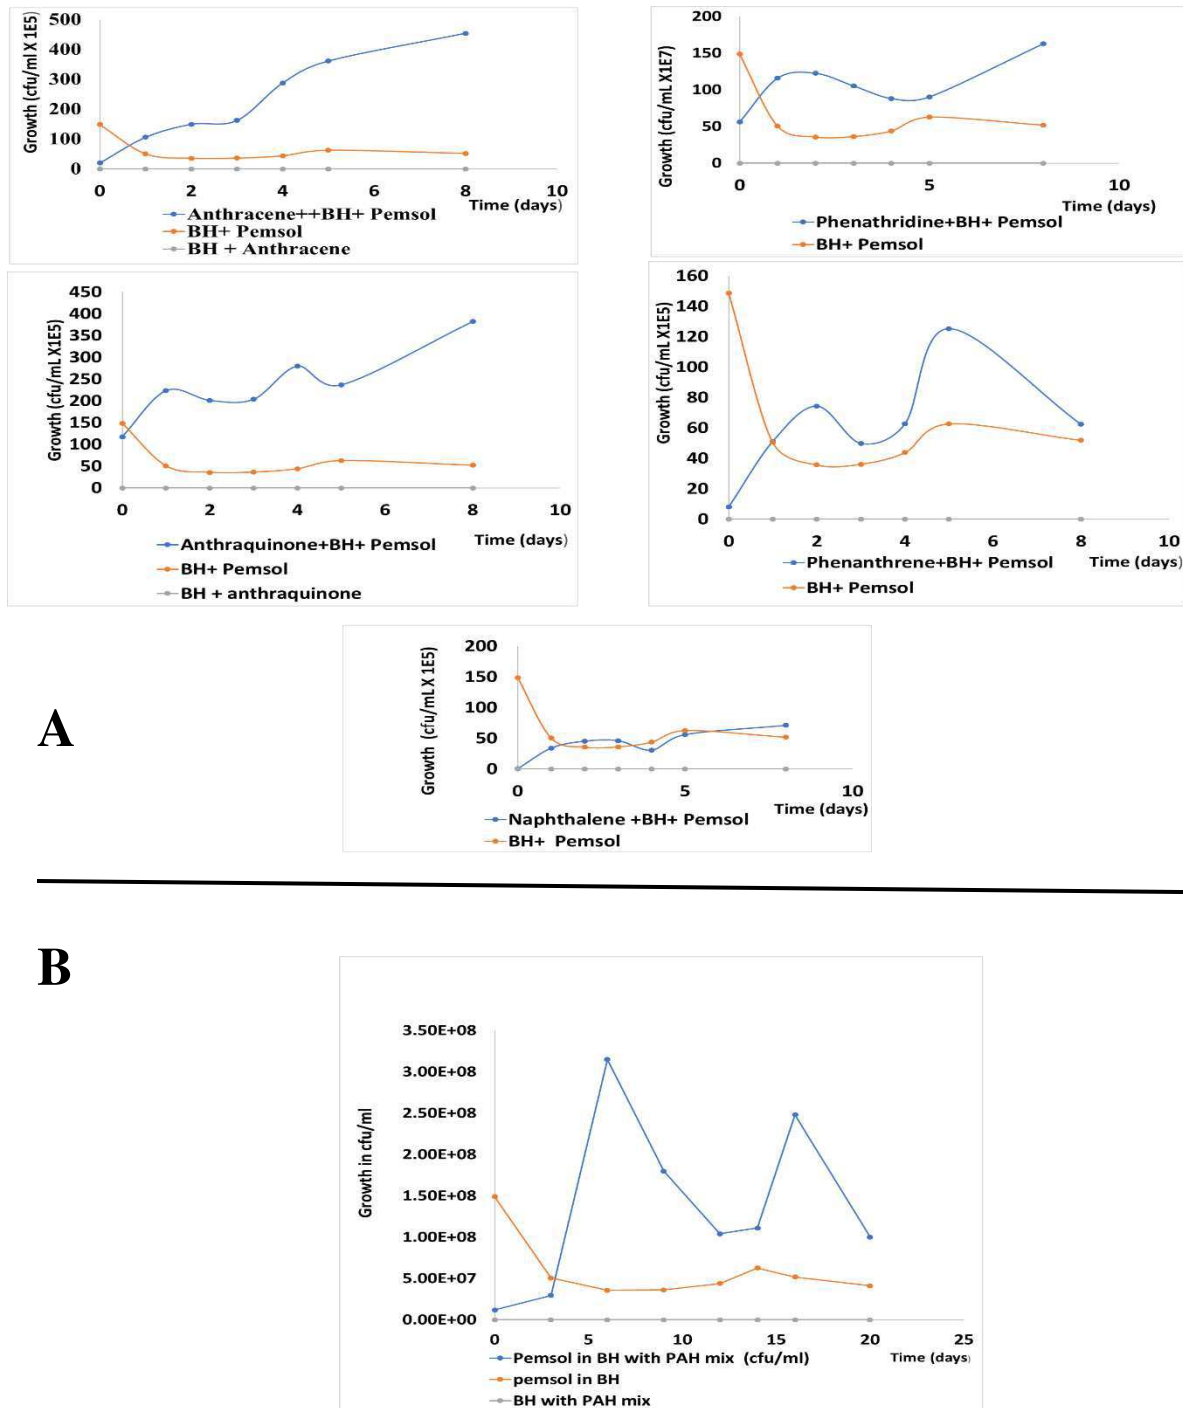 Growth (cfu/ml X 1E5)
500
400
300
200
100
0
0 2 4 6 8 10
Time (days)
Anthracene++BH+ Pemsol
BH+ Pemsol
BH + Anthracene
Growth (cfu/mL X1E7)
200
150
100
50
0
0 5 10
Time (days)
Phenathridine+BH+ Pemsol
BH+ Pemsol
Growth (cfu/mL X1E5)
450
400
350
300
250
200
150
100
50
0
0 2 4 6 8 10
Time (days)
Anthraquinone+BH+ Pemsol
BH+ Pemsol
BH + anthraquinone
Growth (cfu/mL X1E5)
160
140
120
100
80
60
40
20
0
0 2 4 6 8 10
Time (days)
Phenanthrene+BH+ Pemsol
BH+ Pemsol
A
Growth (cfu/mL X 1E5)
200
150
100
50
0
0 5 10
Time (days)
Naphthalene +BH+ Pemsol
BH+ Pemsol
B
Growth in cfu/ml
3.50E+08
3.00E+08
2.50E+08
2.00E+08
1.50E+08
1.00E+08
5.00E+07
0.00E+00
0 5 10 15 20 25
Time (days)
Pemsol in BH with PAH mix (cfu/ml)
pemsol in BH
BH with PAH mix